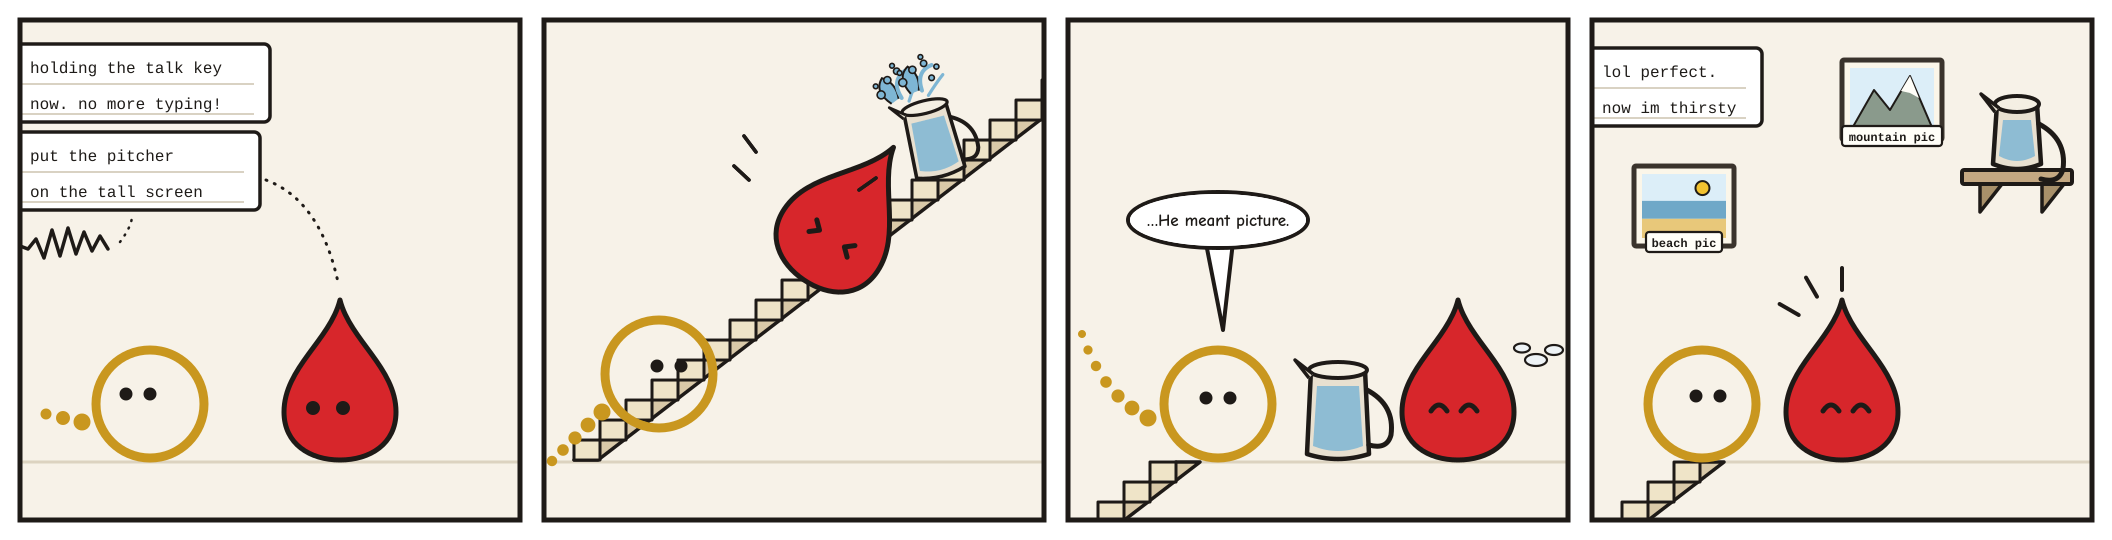 holding the talk key
now. no more typing!
put the pitcher
on the tall screen
...He meant picture.
lol perfect.
now im thirsty
mountain pic
beach pic